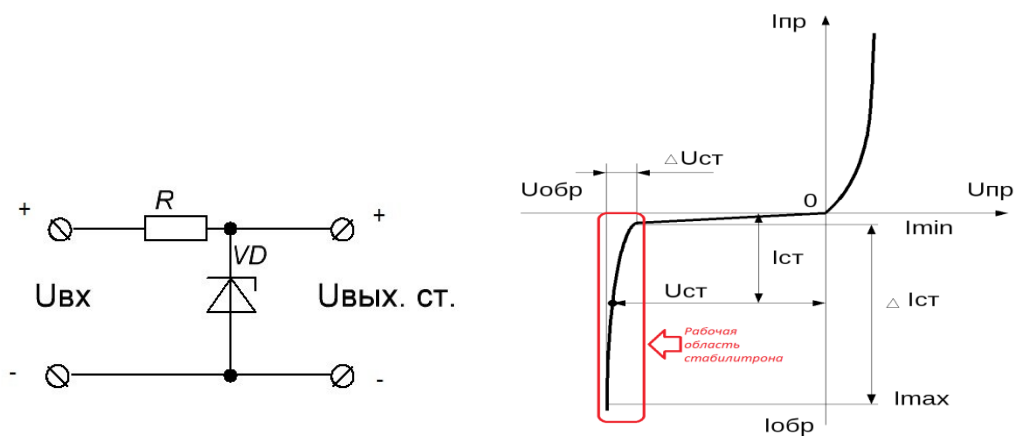 +
R
+
VD
Uвх
Uвых. ст.
-
-
Iпр
△Uст
Uобр
0
Uпр
Imin
Iст
Uст
△ Iст
Рабочая
область
стабилитрона
Imax
Iобр